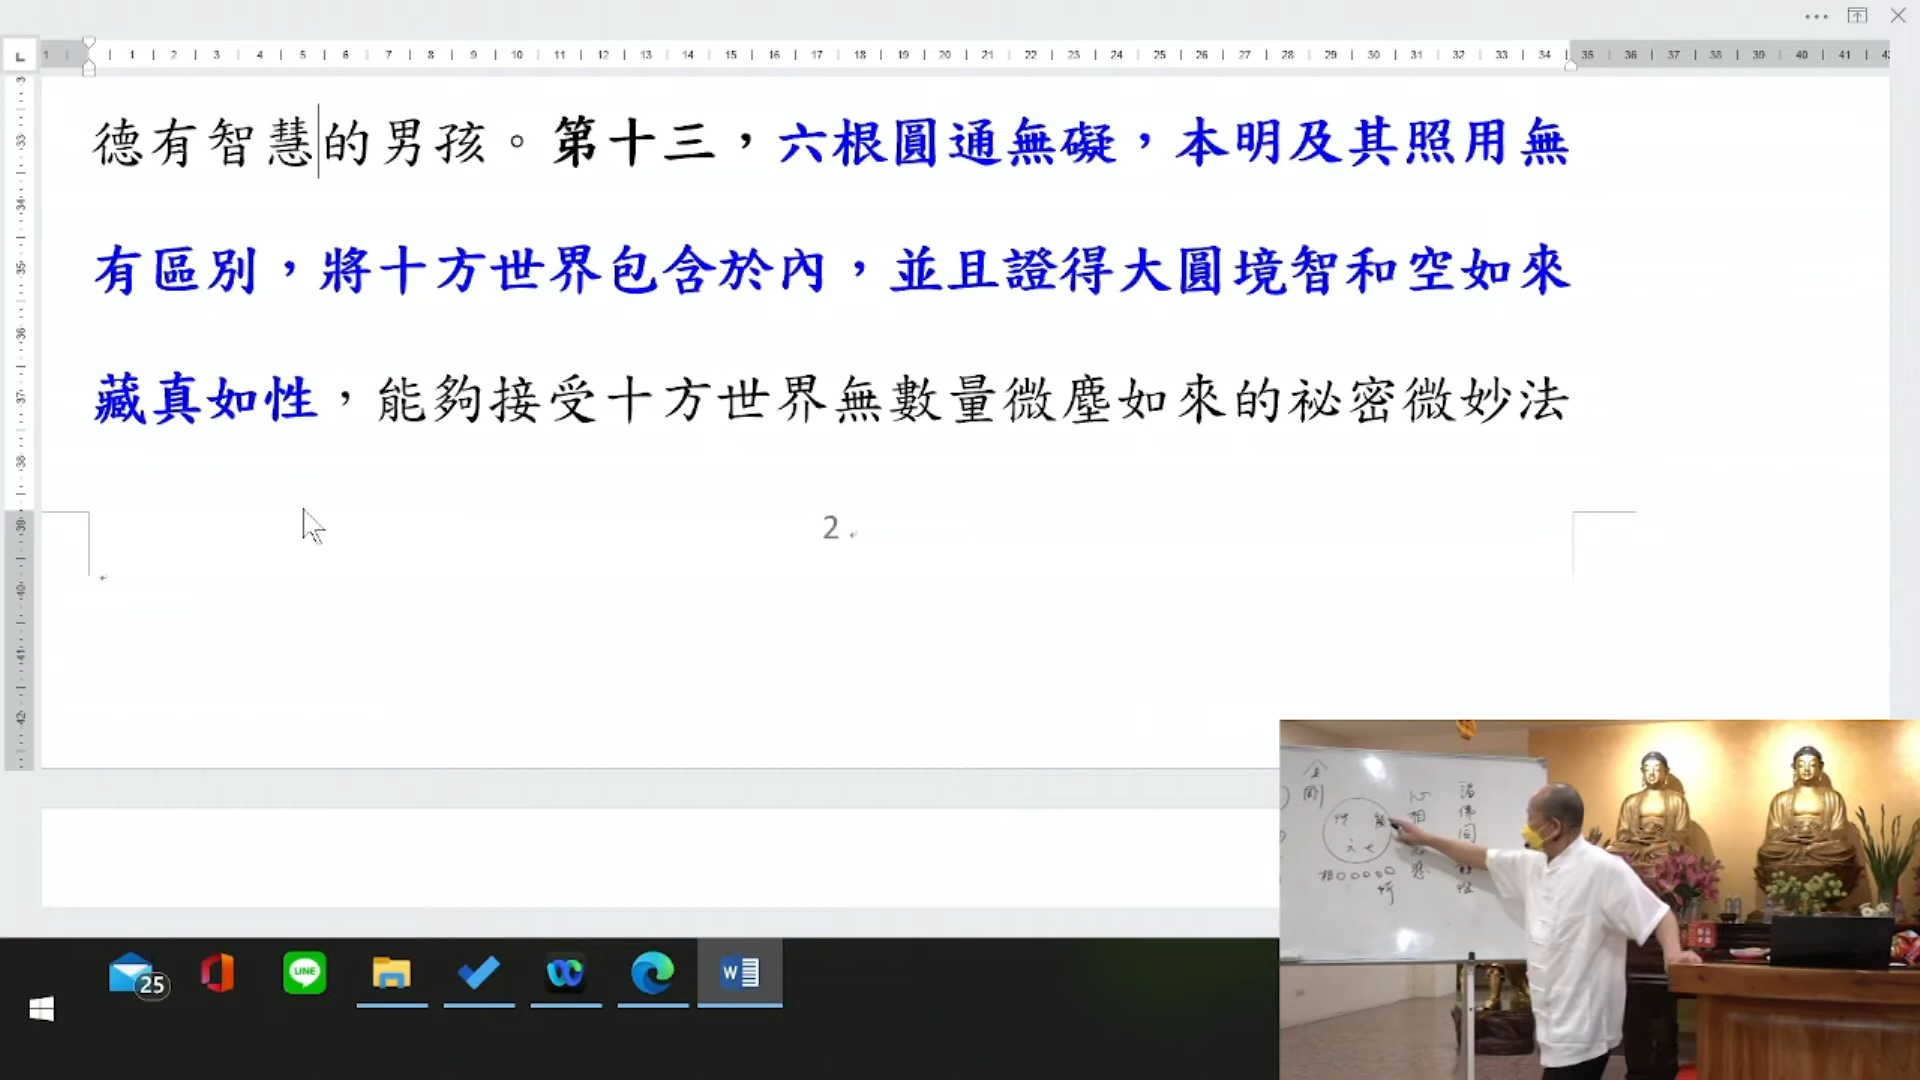 德有智慧的男孩。第十三，六根圓通無礙，本明及其照用無
有區別，將十方世界包含於內，並且證得大圓境智和空如來
藏真如性，能夠接受十方世界無數量微塵如來的祕密微妙法
2
25
LINE
W